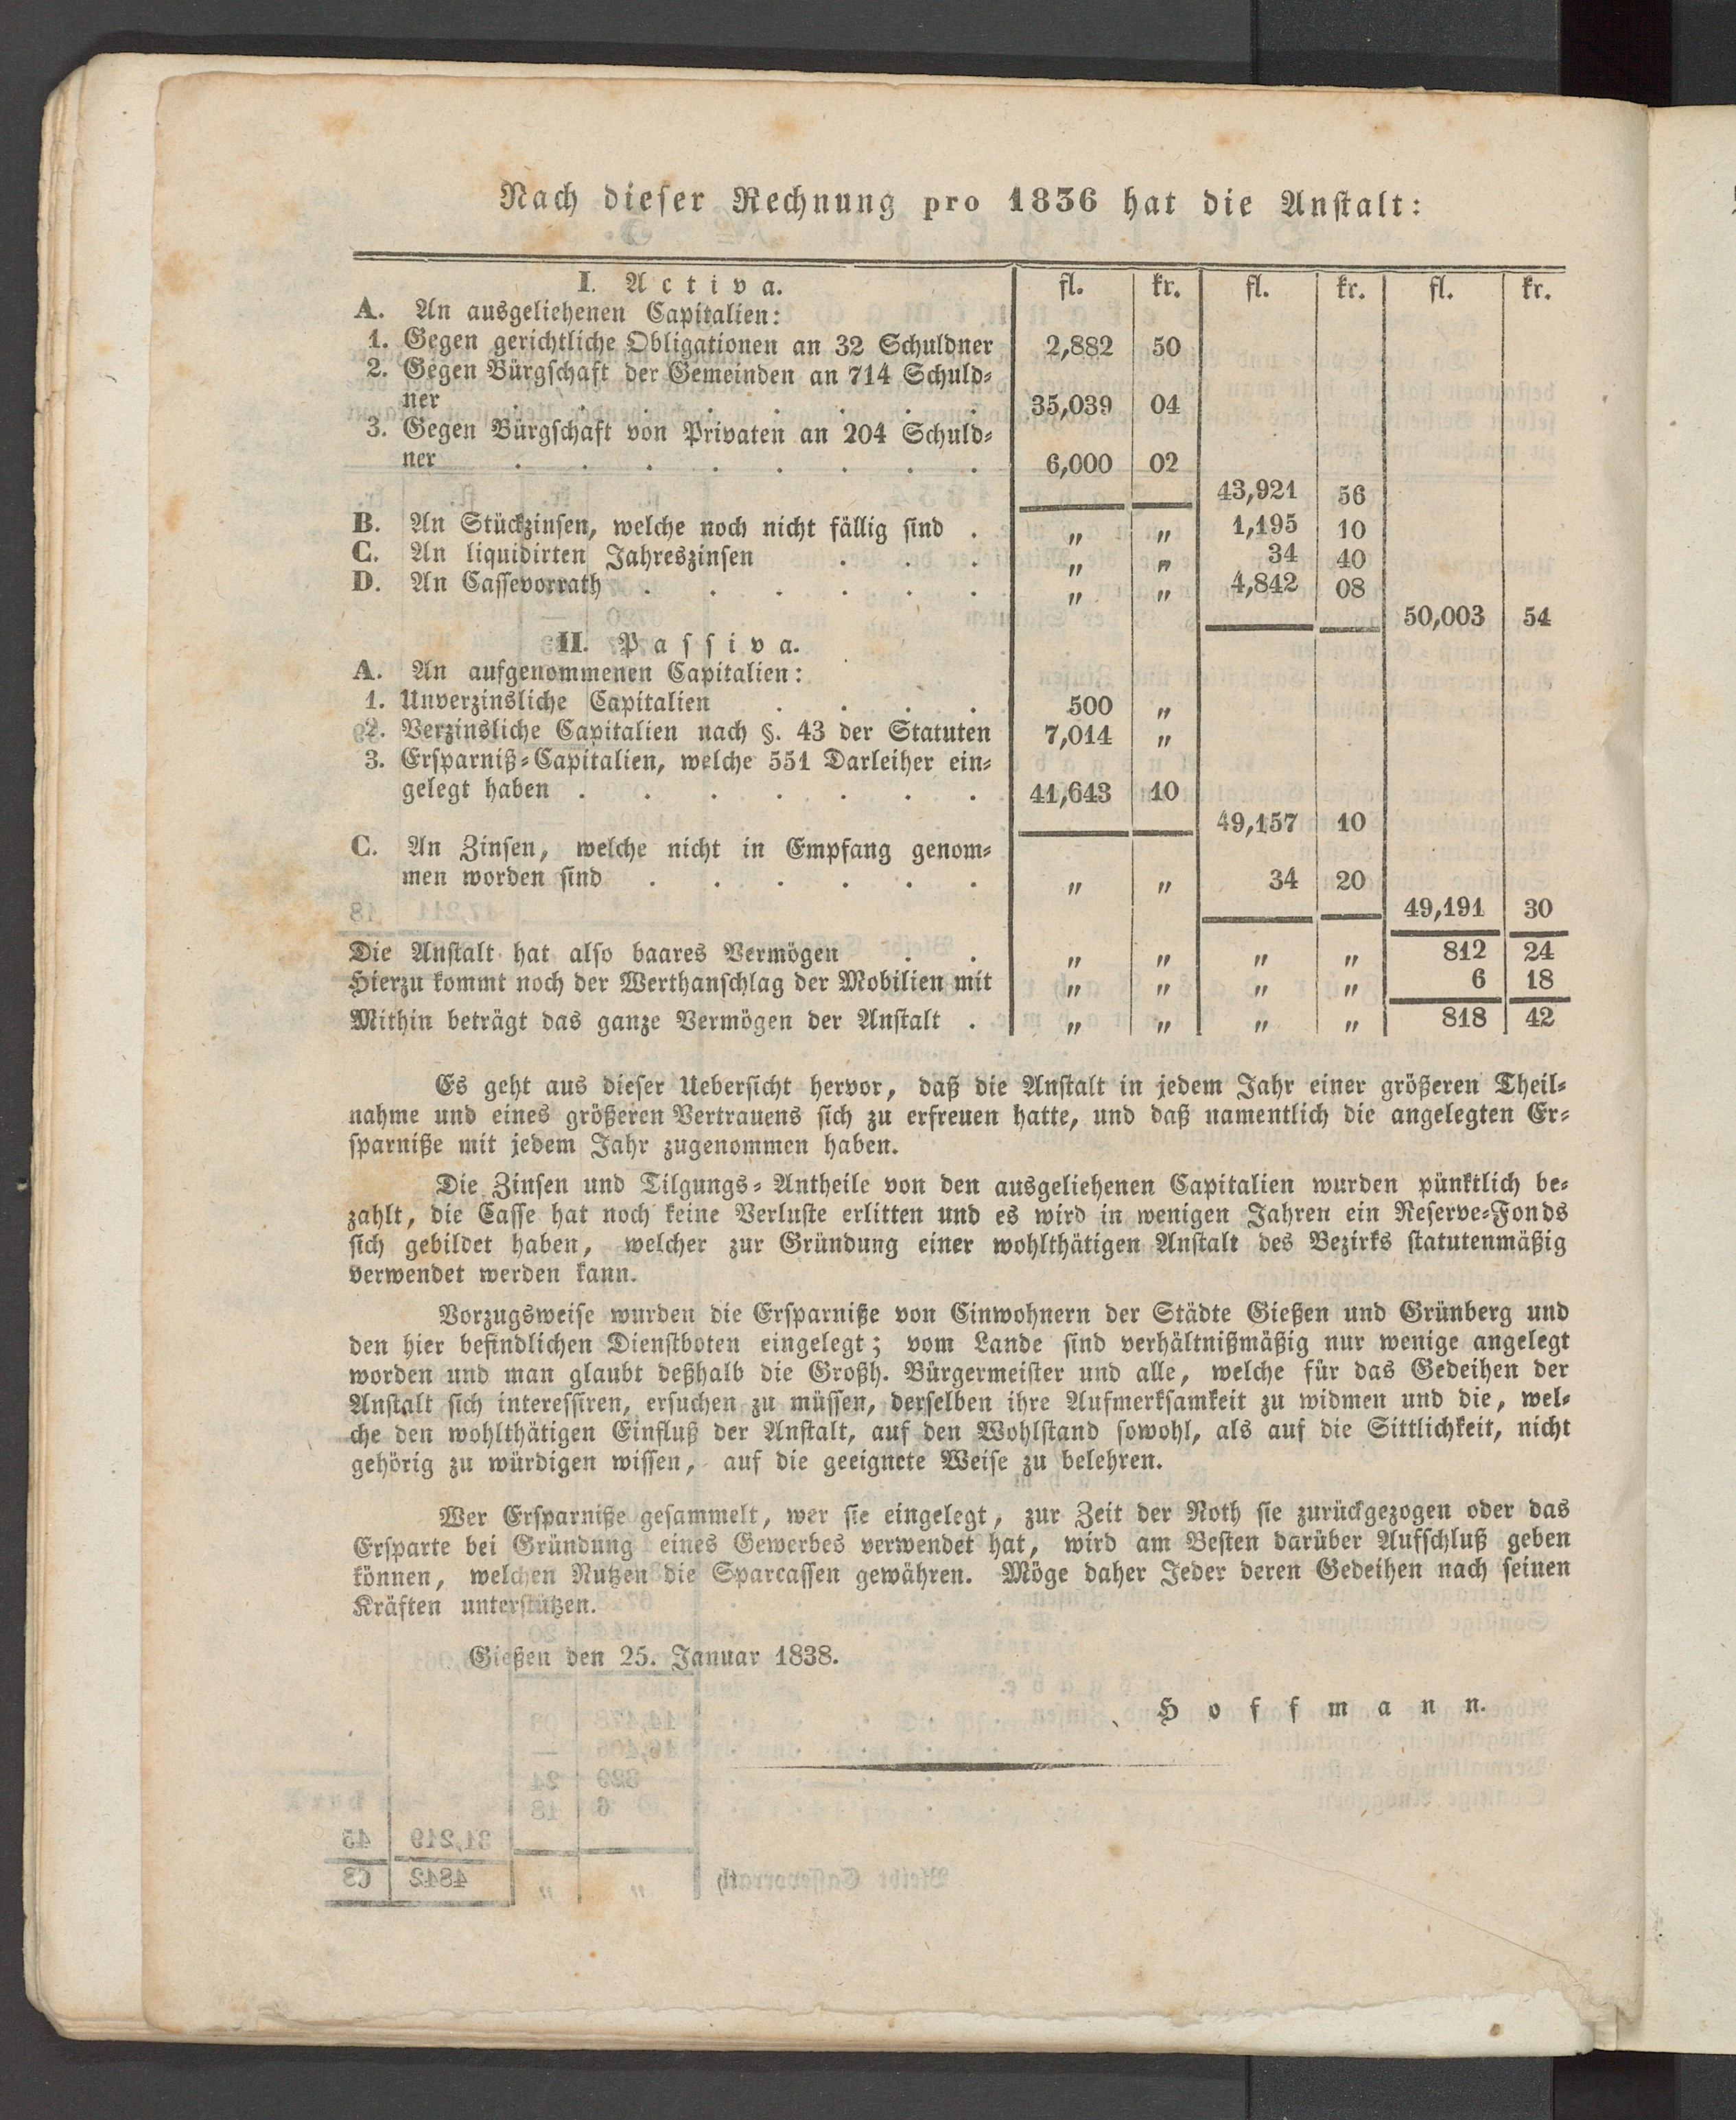 Nach dieser Rechnung pro 1836 hat die Anstalt:
I. Activa. fl. kr. fl. kr. fl. kr.
A. An ausgeliehenen Capitalien:
1. Gegen gerichtliche Obligationen an 32 Schuldner 2,882 50
2. Gegen Bürgschaft der Gemeinden an 714 Schuld-
ner . . . . . . . 35,039 04
3. Gegen Bürgschaft von Privaten an 204 Schuld-
ner . . . . . . . . 6,000 02
43,921 56
B. An Stückzinsen, welche noch nicht fällig sind . „ „ 1,195 10
C. An liquidirten Jahreszinsen . . . „ „ 34 40
D. An Cassevorrath . . . . . . „ „ 4,842 08
50,003 54
II. Passiva.
A. An aufgenommenen Capitalien:
1. Unverzinsliche Capitalien . . . . 500 „
2. Verzinsliche Capitalien nach §. 43 der Statuten 7,014 „
3. Ersparniß-Capitalien, welche 551 Darleiher ein-
gelegt haben . . . . . . . 41,643 10
49,157 10
C. An Zinsen, welche nicht in Empfang genom-
men worden sind . . . . . . „ „ 34 20
49,191 30
Die Anstalt hat also baares Vermögen . . „ „ „ „ 812 24
Hierzu kommt noch der Werthanschlag der Mobilien mit „ „ „ „ 6 18
Mithin beträgt das ganze Vermögen der Anstalt . „ „ „ „ 818 42
Es geht aus dieser Uebersicht hervor, daß die Anstalt in jedem Jahr einer größeren Theil-
nahme und eines größeren Vertrauens sich zu erfreuen hatte, und daß namentlich die angelegten Er-
sparniße mit jedem Jahr zugenommen haben.
Die Zinsen und Tilgungs-Antheile von den ausgeliehenen Capitalien wurden pünktlich be-
zahlt, die Casse hat noch keine Verluste erlitten und es wird in wenigen Jahren ein Reserve-Fonds
sich gebildet haben, welcher zur Gründung einer wohlthätigen Anstalt des Bezirks statutenmäßig
verwendet werden kann.
Vorzugsweise wurden die Ersparniße von Einwohnern der Städte Gießen und Grünberg und
den hier befindlichen Dienstboten eingelegt; vom Lande sind verhältnißmäßig nur wenige angelegt
worden und man glaubt deßhalb die Großh. Bürgermeister und alle, welche für das Gedeihen der
Anstalt sich interessiren, ersuchen zu müssen, derselben ihre Aufmerksamkeit zu widmen und die, wel-
che den wohlthätigen Einfluß der Anstalt, auf den Wohlstand sowohl, als auf die Sittlichkeit, nicht
gehörig zu würdigen wissen, auf die geeignete Weise zu belehren.
Wer Ersparniße gesammelt, wer sie eingelegt, zur Zeit der Noth sie zurückgezogen oder das
Ersparte bei Gründung eines Gewerbes verwendet hat, wird am Besten darüber Aufschluß geben
können, welchen Nutzen die Sparcassen gewähren. Möge daher Jeder deren Gedeihen nach seinen
Kräften unterstützen.
Gießen den 25. Januar 1838.
Hoffmann.